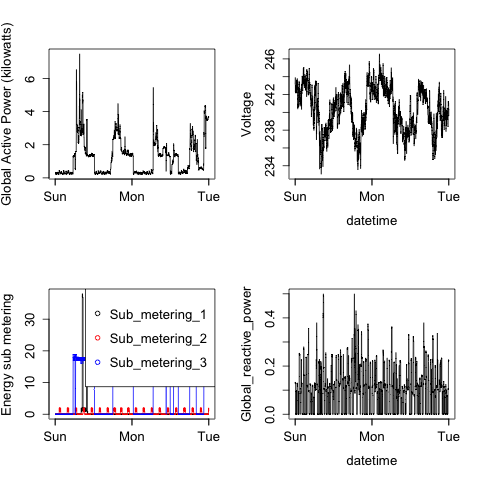 Global Active Power (kilowatts)
0 2 4 6
Sun Mon Tue
Voltage
234 238 242 246
Sun Mon Tue
datetime
Energy sub metering
0 10 20 30
Sub_metering_1
Sub_metering_2
Sub_metering_3
Sun Mon Tue
Global_reactive_power
0.0 0.2 0.4
Sun Mon Tue
datetime